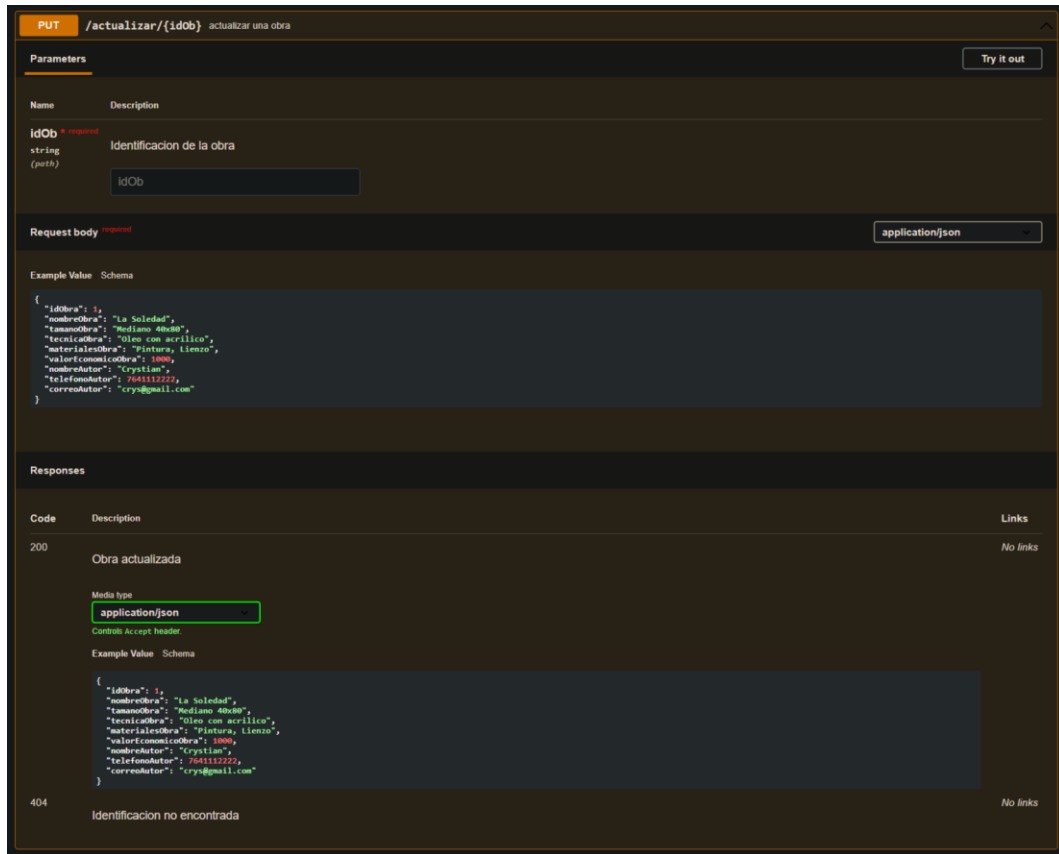 PUT /actualizar/{idOb} actualizar una obra
Parameters Try it out
Name Description
idOb * required
string
(path)
Identificacion de la obra
idOb
Request body required application/json
Example Value Schema
{
"idObra": 1,
"nombreObra": "La Soledad",
"tamanoObra": "Mediano 40x80",
"tecnicaObra": "Oleo con acrilico",
"materialesObra": "Pintura, Lienzo",
"valorEconomicoObra": 1000,
"nombreAutor": "Crystian",
"telefonoAutor": 7641112222,
"correoAutor": "crys@gmail.com"
}
Responses
Code Description Links
200 Obra actualizada No links
Media type
application/json
Controls Accept header.
Example Value Schema
{
"idObra": 1,
"nombreObra": "La Soledad",
"tamanoObra": "Mediano 40x80",
"tecnicaObra": "Oleo con acrilico",
"materialesObra": "Pintura, Lienzo",
"valorEconomicoObra": 1000,
"nombreAutor": "Crystian",
"telefonoAutor": 7641112222,
"correoAutor": "crys@gmail.com"
}
404 Identificacion no encontrada No links